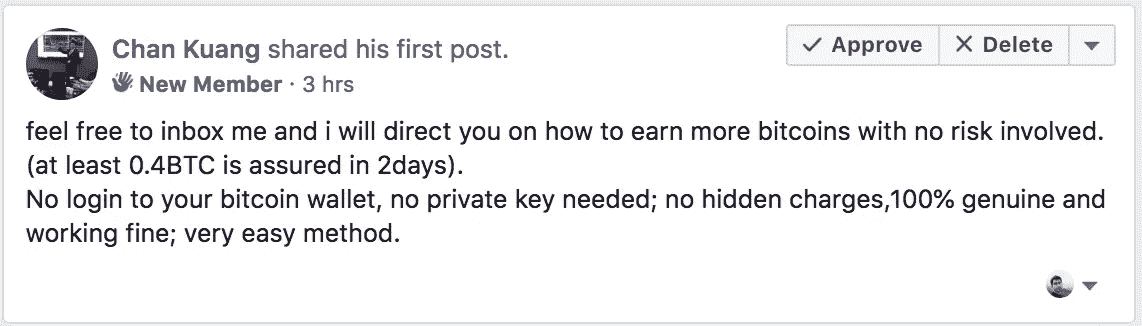 Chan Kuang shared his first post.
✓ Approve
✕ Delete
New Member · 3 hrs
feel free to inbox me and i will direct you on how to earn more bitcoins with no risk involved.
(at least 0.4BTC is assured in 2days).
No login to your bitcoin wallet, no private key needed; no hidden charges,100% genuine and
working fine; very easy method.